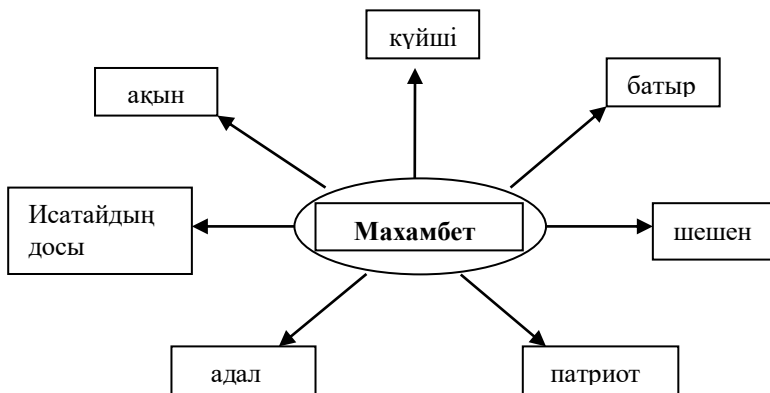 күйші
ақын
батыр
Исатайдың
досы
Махамбет
шешен
адал
патриот